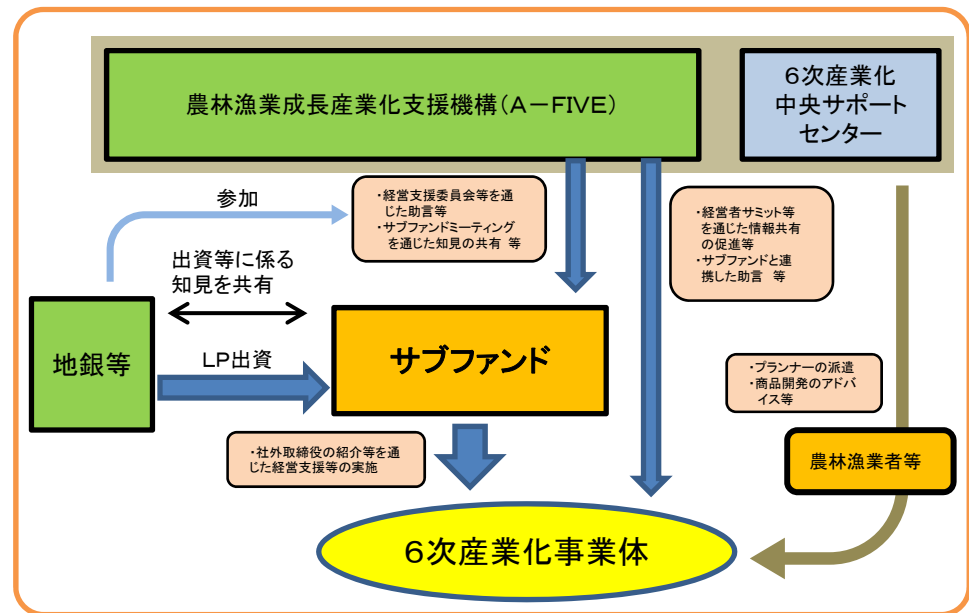 農林漁業成長産業化支援機構（A－FIVE）
６次産業化
中央サポート
センター
参加
・経営支援委員会等を通
じた助言等
・サブファンドミーティング
を通じた知見の共有 等
・経営者サミット等
を通じた情報共有
の促進等
・サブファンドと連
携した助言 等
出資等に係る
知見を共有
地銀等
LP出資
サブファンド
・プランナーの派遣
・商品開発のアドバ
イス等
・社外取締役の紹介等を通
じた経営支援等の実施
農林漁業者等
６次産業化事業体